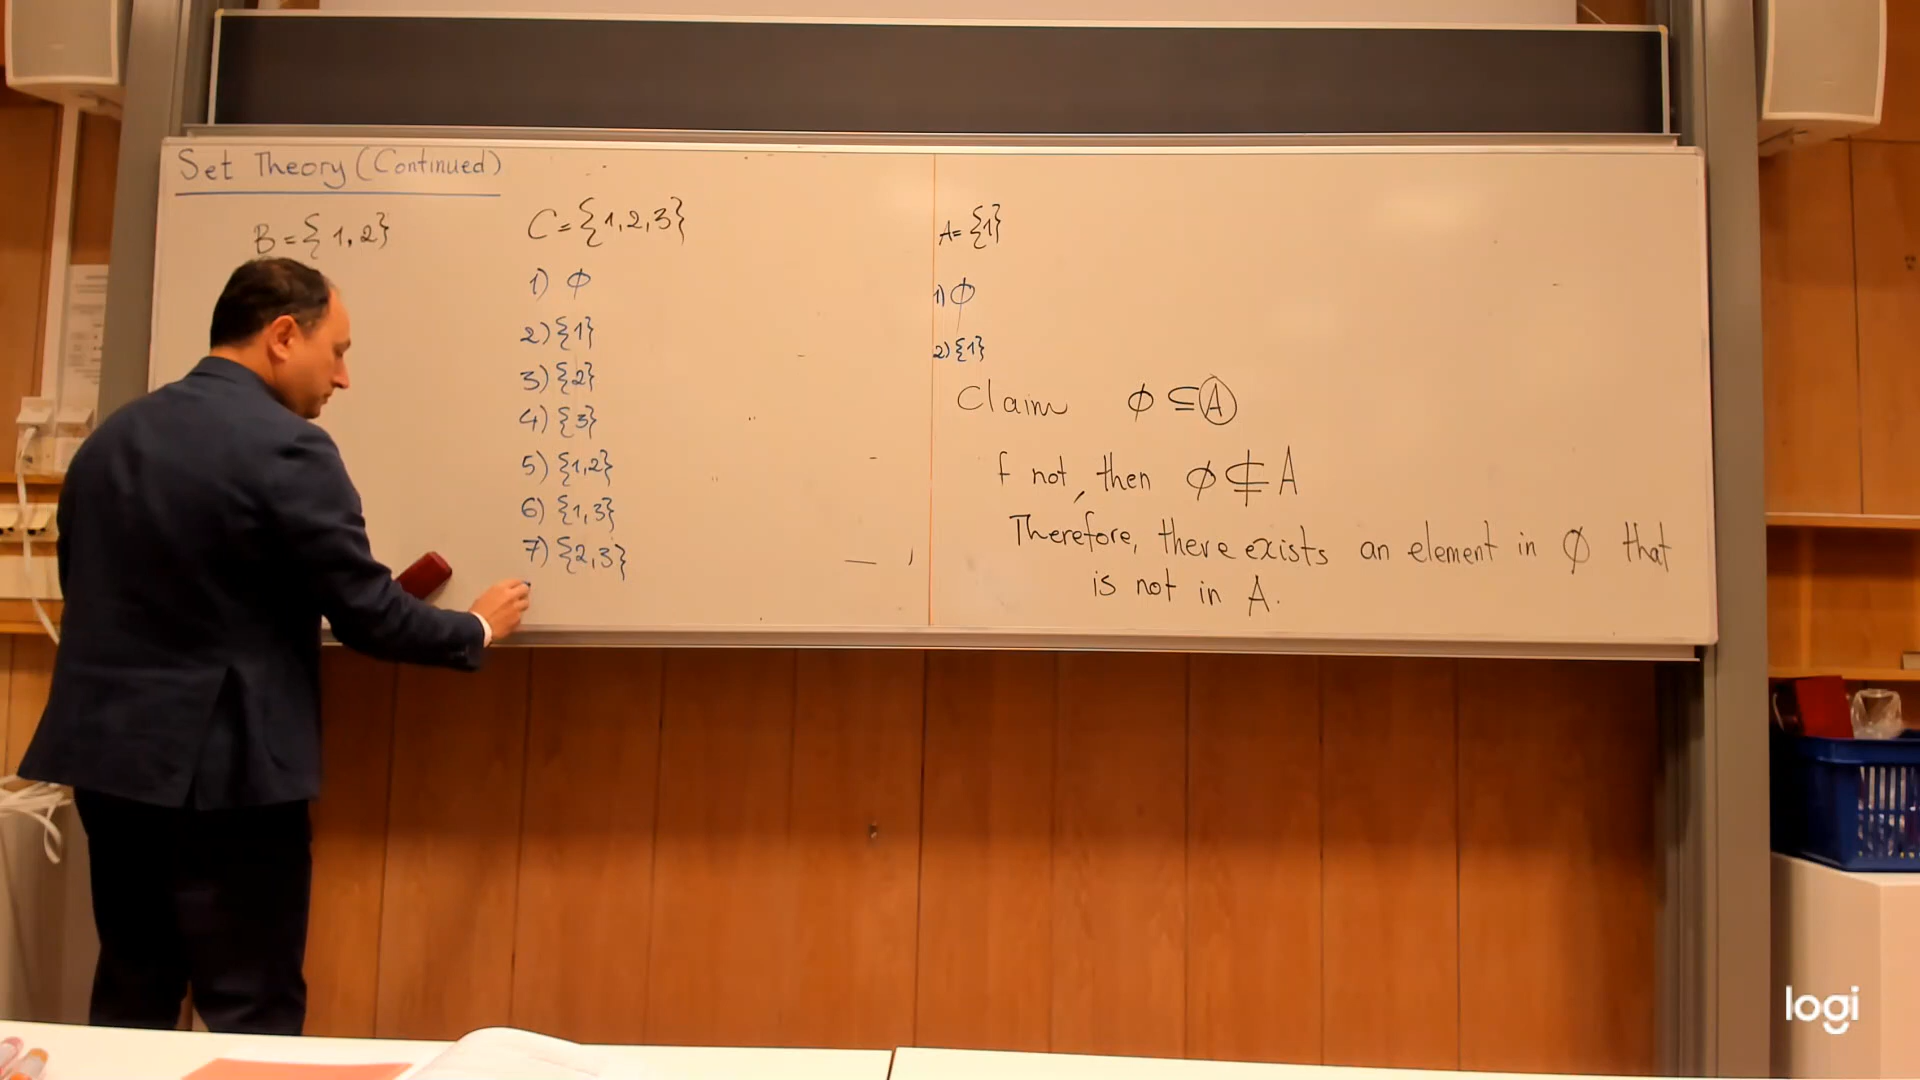 Set Theory (Continued)
B = { 1, 2}
C = {1, 2, 3}
1) ϕ
2) {1}
3) {2}
4) {3}
5) {1,2}
6) {1,3}
7) {2,3}
A = {1}
1) ϕ
2) {1}
Claim ϕ ⊆ A
f not, then ϕ ⊈ A
Therefore, there exists an element in ϕ that
is not in A.
logi